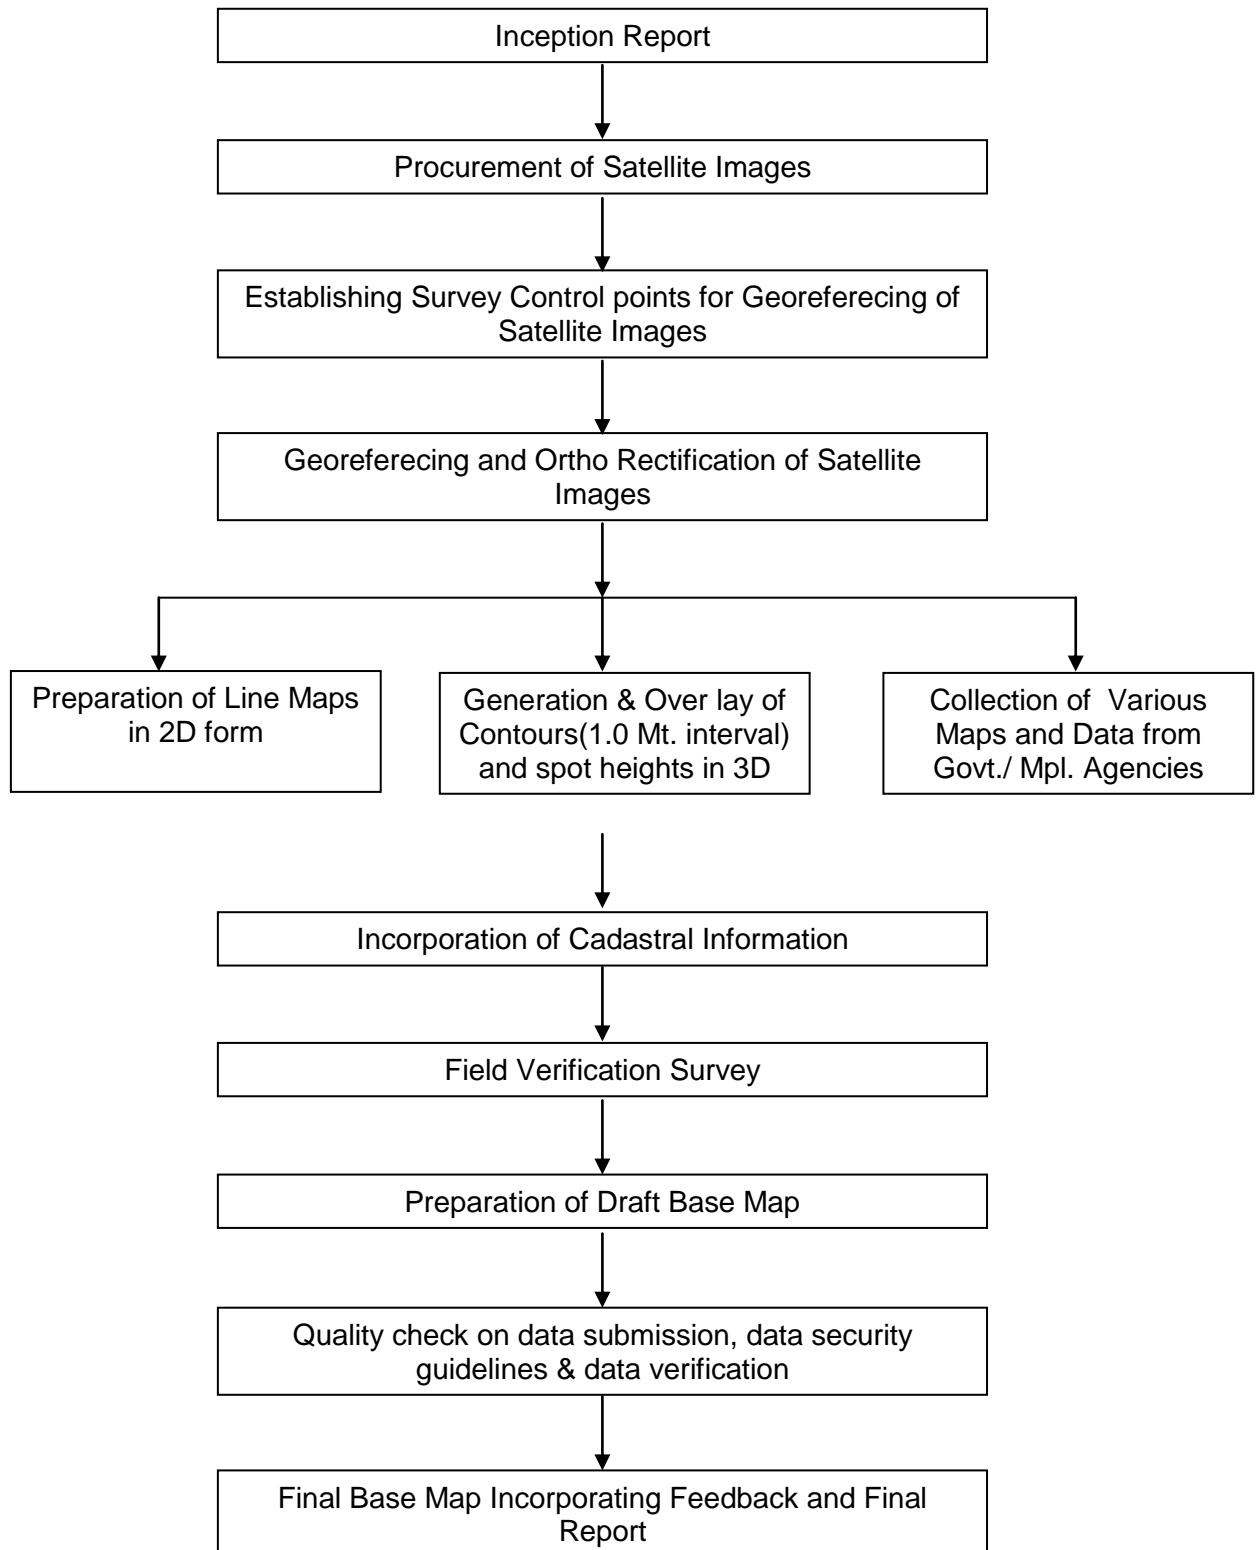 Inception Report
Procurement of Satellite Images
Establishing Survey Control points for Georeferecing of
Satellite Images
Georeferecing and Ortho Rectification of Satellite
Images
Preparation of Line Maps
in 2D form
Generation & Over lay of
Contours(1.0 Mt. interval)
and spot heights in 3D
Collection of  Various
Maps and Data from
Govt./ Mpl. Agencies
Incorporation of Cadastral Information
Field Verification Survey
Preparation of Draft Base Map
Quality check on data submission, data security
guidelines & data verification
Final Base Map Incorporating Feedback and Final
Report